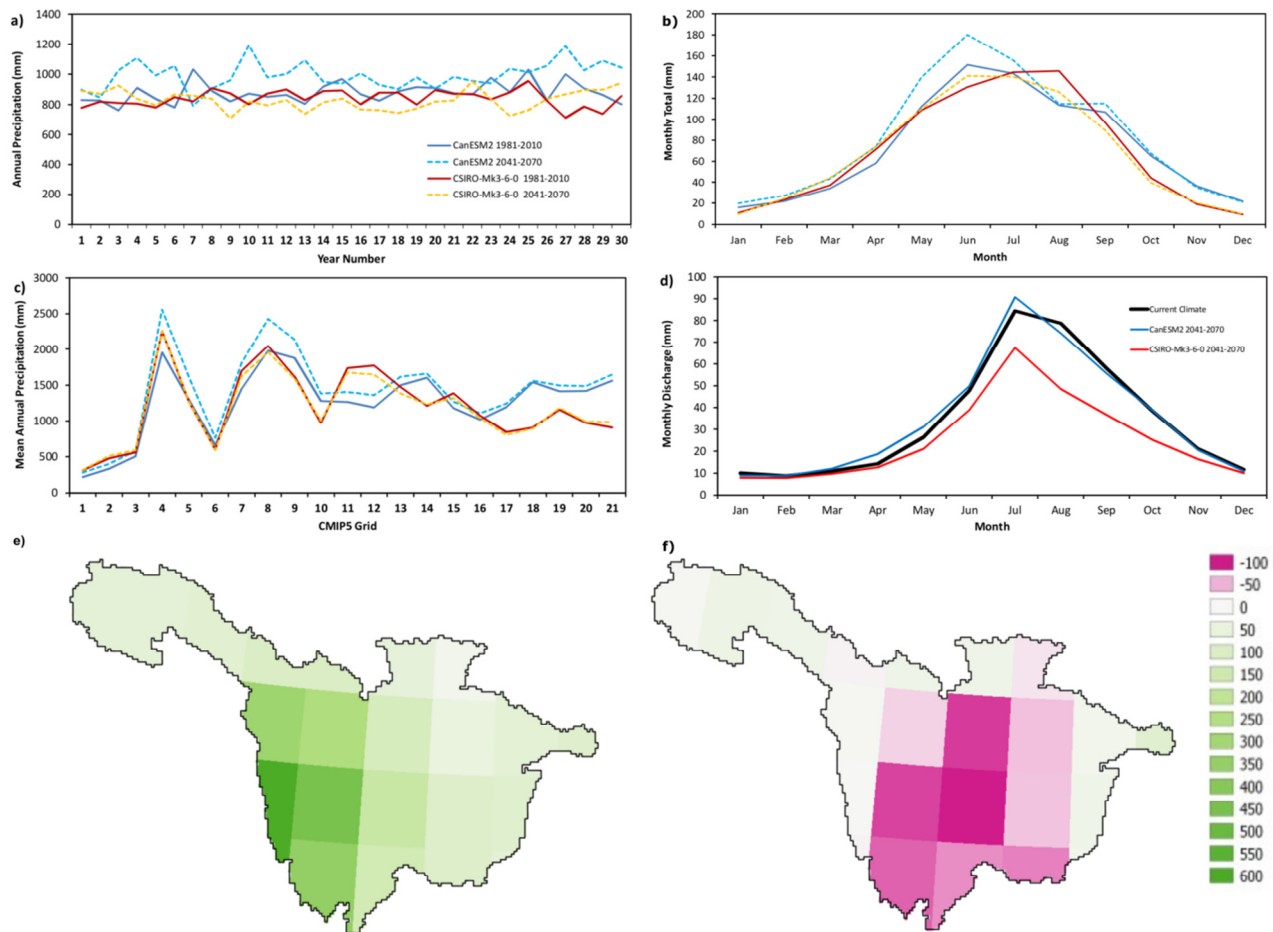 a)
Annual Precipitation (mm)
1400
1200
1000
800
600
400
200
0
CanESM2 1981-2010
CanESM2 2041-2070
CSIRO-Mk3-6-0 1981-2010
CSIRO-Mk3-6-0 2041-2070
1 2 3 4 5 6 7 8 9 10 11 12 13 14 15 16 17 18 19 20 21 22 23 24 25 26 27 28 29 30
Year Number
b)
Monthly Total (mm)
200
180
160
140
120
100
80
60
40
20
0
Jan Feb Mar Apr May Jun Jul Aug Sep Oct Nov Dec
Month
c)
Mean Annual Precipitation (mm)
3000
2500
2000
1500
1000
500
0
1 2 3 4 5 6 7 8 9 10 11 12 13 14 15 16 17 18 19 20 21
CMIP5 Grid
d)
Monthly Discharge (mm)
100
90
80
70
60
50
40
30
20
10
0
Current Climate
CanESM2 2041-2070
CSIRO-Mk3-6-0 2041-2070
Jan Feb Mar Apr May Jun Jul Aug Sep Oct Nov Dec
Month
e)
f)
-100
-50
0
50
100
150
200
250
300
350
400
450
500
550
600